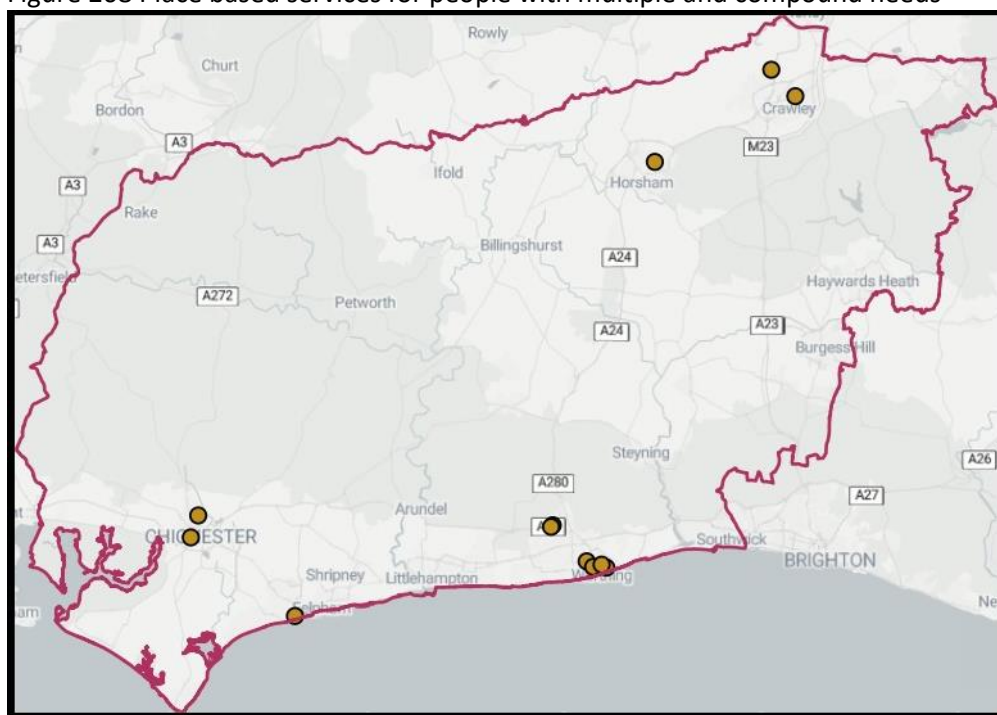 Figure 268 Place based services for people with multiple and compound needs
Rowly
Churt
Bordon
Crawley
A3
M23
Ifold
A3
Horsham
Rake
A3
Billingshurst
A24
etersfield
Haywards Heath
A272
Petworth
A24
A23
Burgess Hill
Steyning
A26
A280
A27
Arundel
CHICHESTER
Southwick
BRIGHTON
Shripney
Littlehampton
Worthing
Felpham
Ne